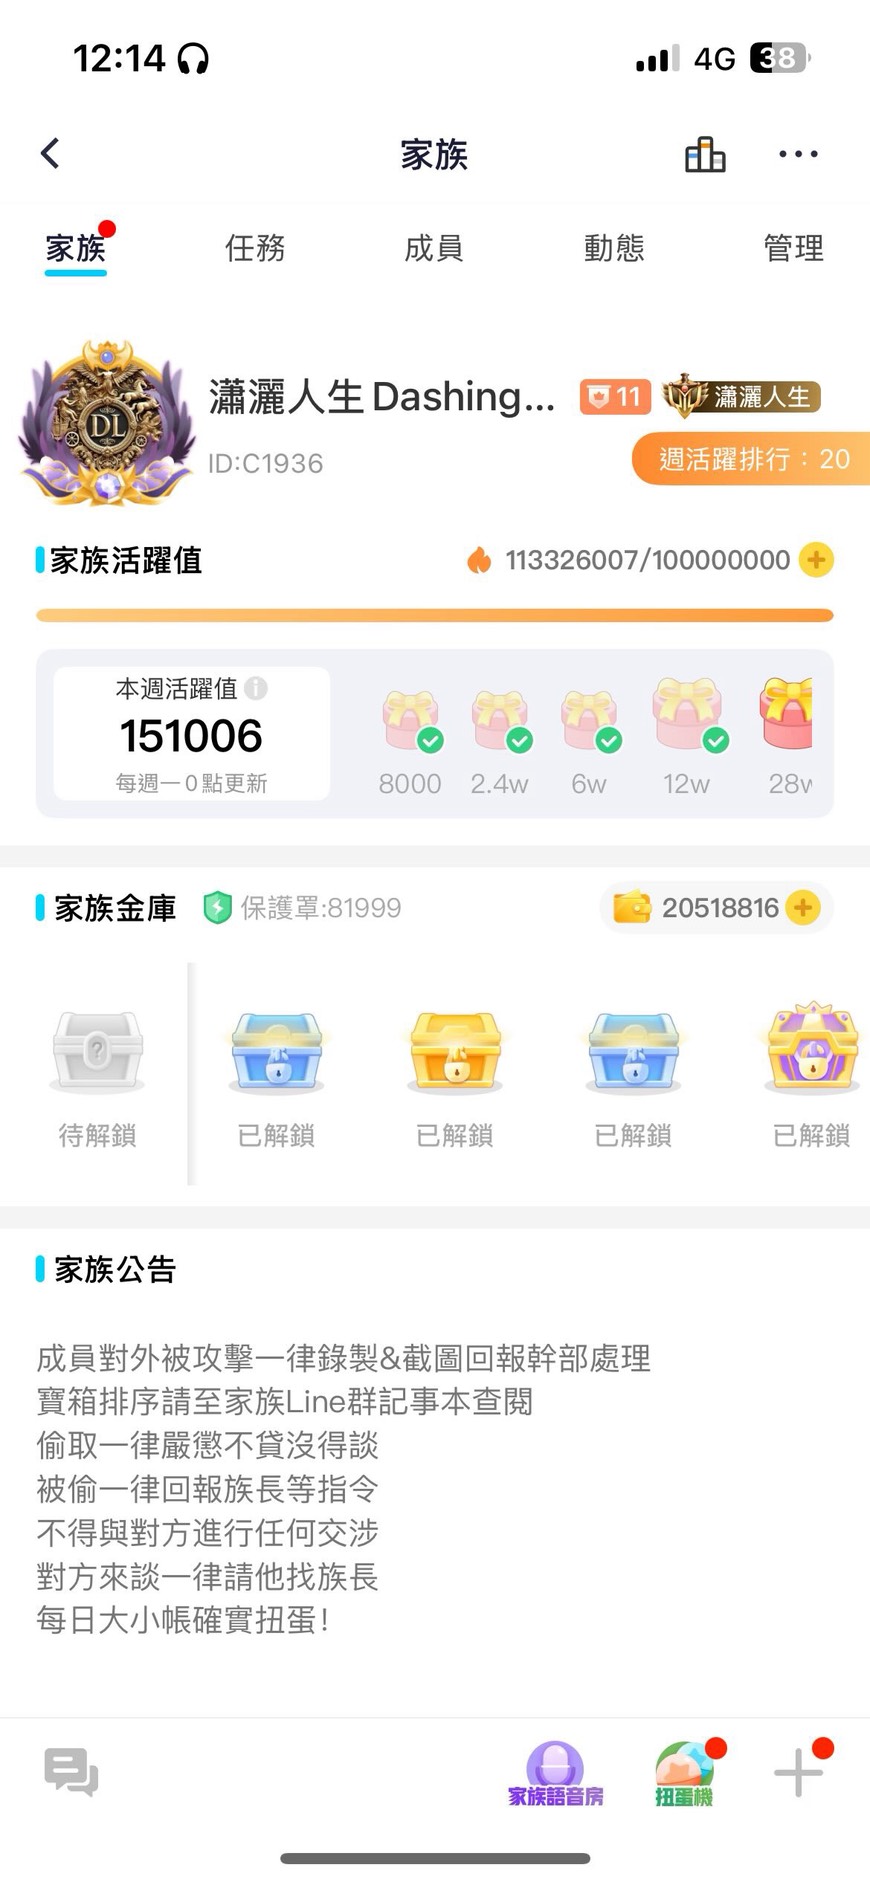 12:14
4G
38
家族
家族
任務
成員
動態
管理
DL
瀟灑人生Dashing...
11
瀟灑人生
ID:C1936
週活躍排行：20
家族活躍值
113326007/100000000
本週活躍值
151006
每週一0點更新
8000
2.4w
6w
12w
28w
家族金庫
保護罩:81999
20518816
?
待解鎖
已解鎖
已解鎖
已解鎖
已解鎖
家族公告
成員對外被攻擊一律錄製&截圖回報幹部處理
寶箱排序請至家族Line群記事本查閱
偷取一律嚴懲不貸沒得談
被偷一律回報族長等指令
不得與對方進行任何交涉
對方來談一律請他找族長
每日大小帳確實扭蛋！
家族語音房
扭蛋機